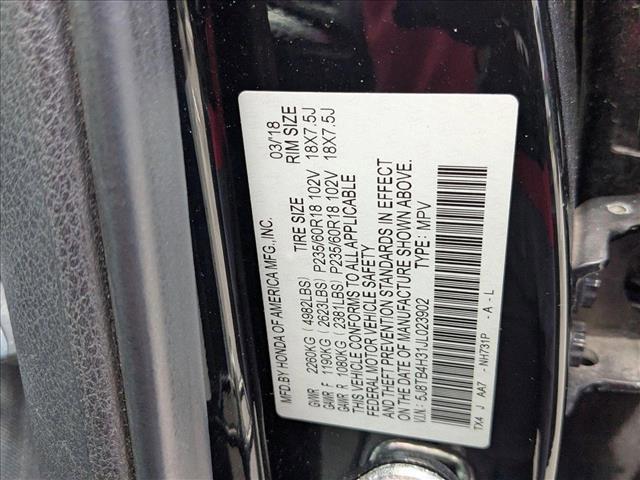 MFD.BY HONDA OF AMERICA MFG.,INC. 03/'18
TIRE SIZE RIM SIZE
GVWR 2260KG ( 4982LBS)
GAWR F 1190KG ( 2623LBS) P235/60R18 102V 18X7.5J
GAWR R 1080KG ( 2381LBS) P235/60R18 102V 18X7.5J
THIS VEHICLE CONFORMS TO ALL APPLICABLE
FEDERAL MOTOR VEHICLE SAFETY
AND THEFT PREVENTION STANDARDS IN EFFECT
ON THE DATE OF MANUFACTURE SHOWN ABOVE.
V.I.N.: 5J8TB4H31JL023902 TYPE: MPV
TX4 J AA7 -NH731P - A - L